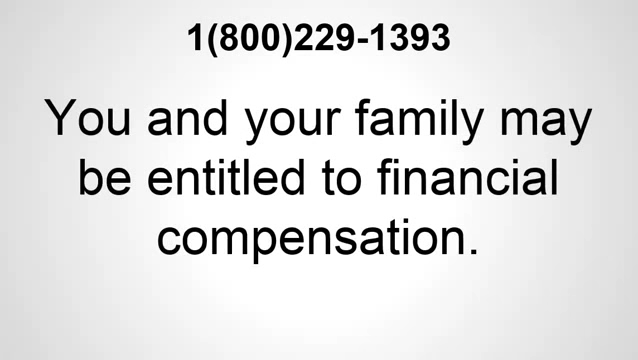 1(800)229-1393
You and your family may
be entitled to financial
compensation.